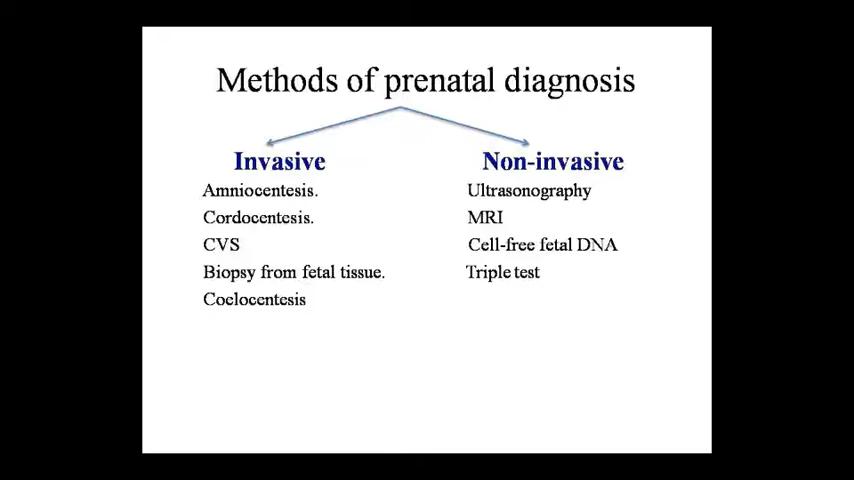 Methods of prenatal diagnosis
Invasive
Amniocentesis.
Cordocentesis.
CVS
Biopsy from fetal tissue.
Coelocentesis
Non-invasive
Ultrasonography
MRI
Cell-free fetal DNA
Triple test